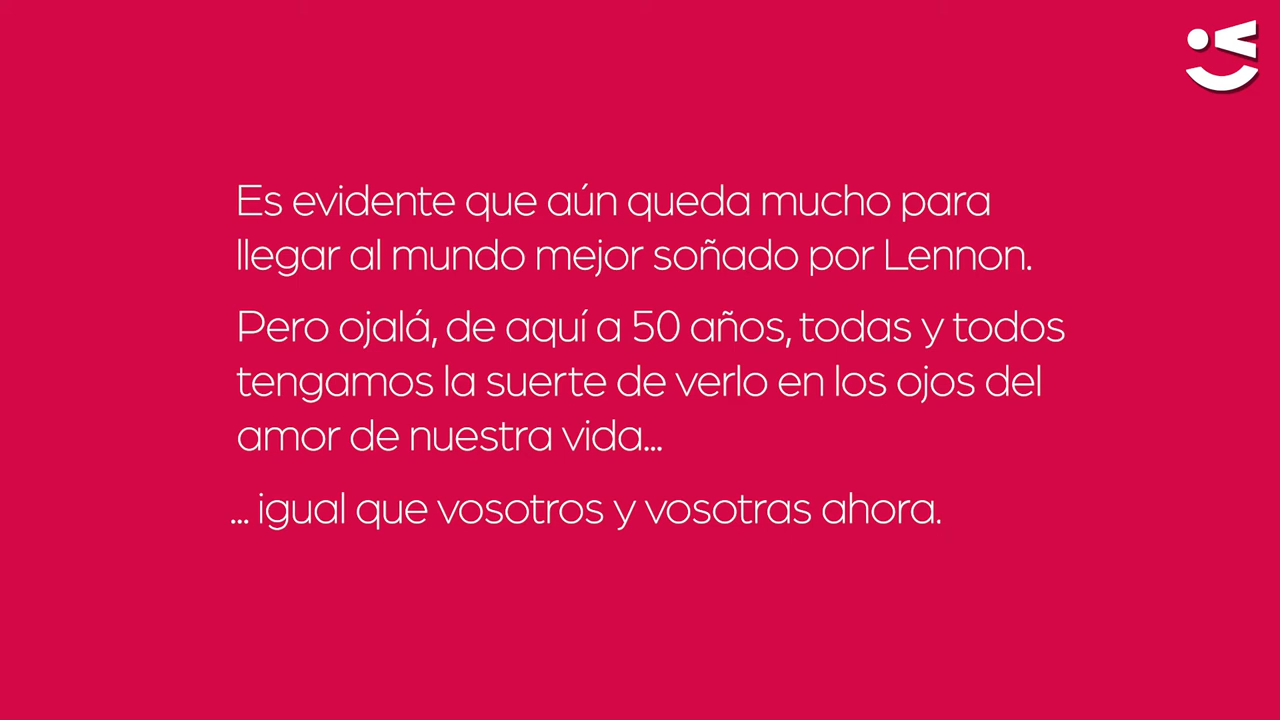 Es evidente que aún queda mucho para
llegar al mundo mejor soñado por Lennon.
Pero ojalá, de aquí a 50 años, todas y todos
tengamos la suerte de verlo en los ojos del
amor de nuestra vida...
... igual que vosotros y vosotras ahora.